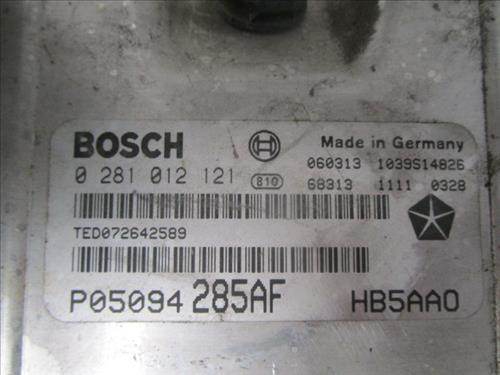 BOSCH Made in Germany
060313 1039S14826
0 281 012 121 810 68313 1111 0328
TED072642589
P05094 285AF HB5AA0